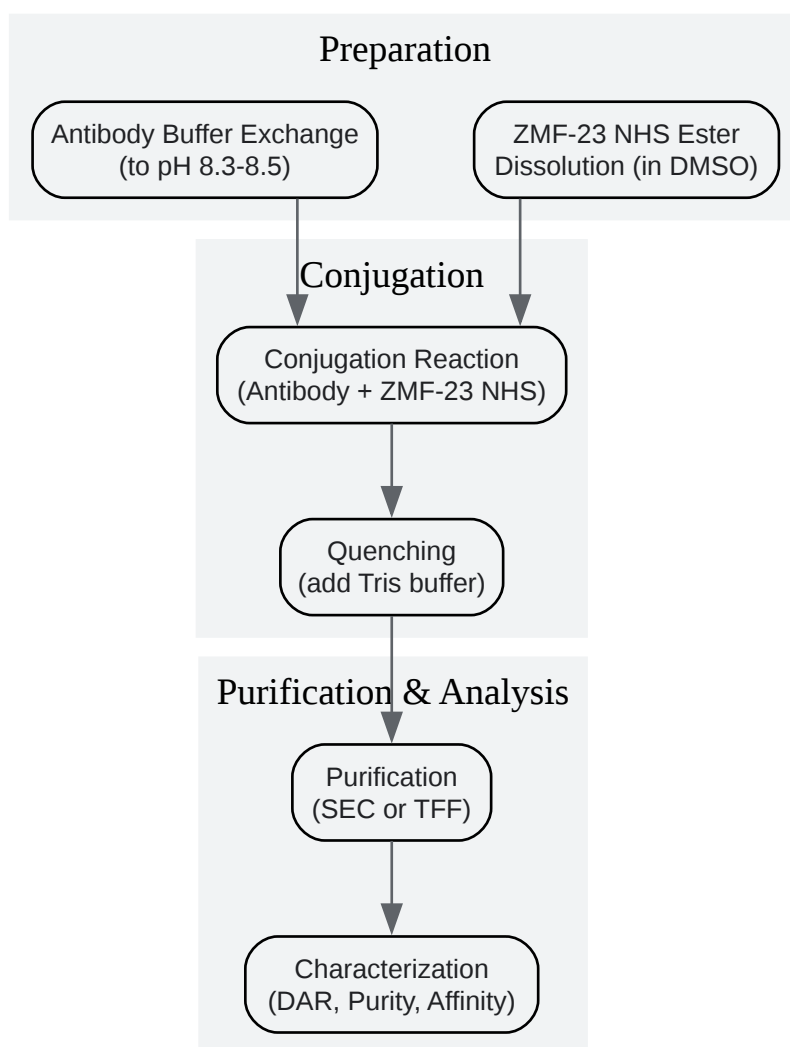 Preparation
Antibody Buffer Exchange
(to pH 8.3-8.5)
ZMF-23 NHS Ester
Dissolution (in DMSO)
Conjugation
Conjugation Reaction
(Antibody + ZMF-23 NHS)
Quenching
(add Tris buffer)
Purification & Analysis
Purification
(SEC or TFF)
Characterization
(DAR, Purity, Affinity)